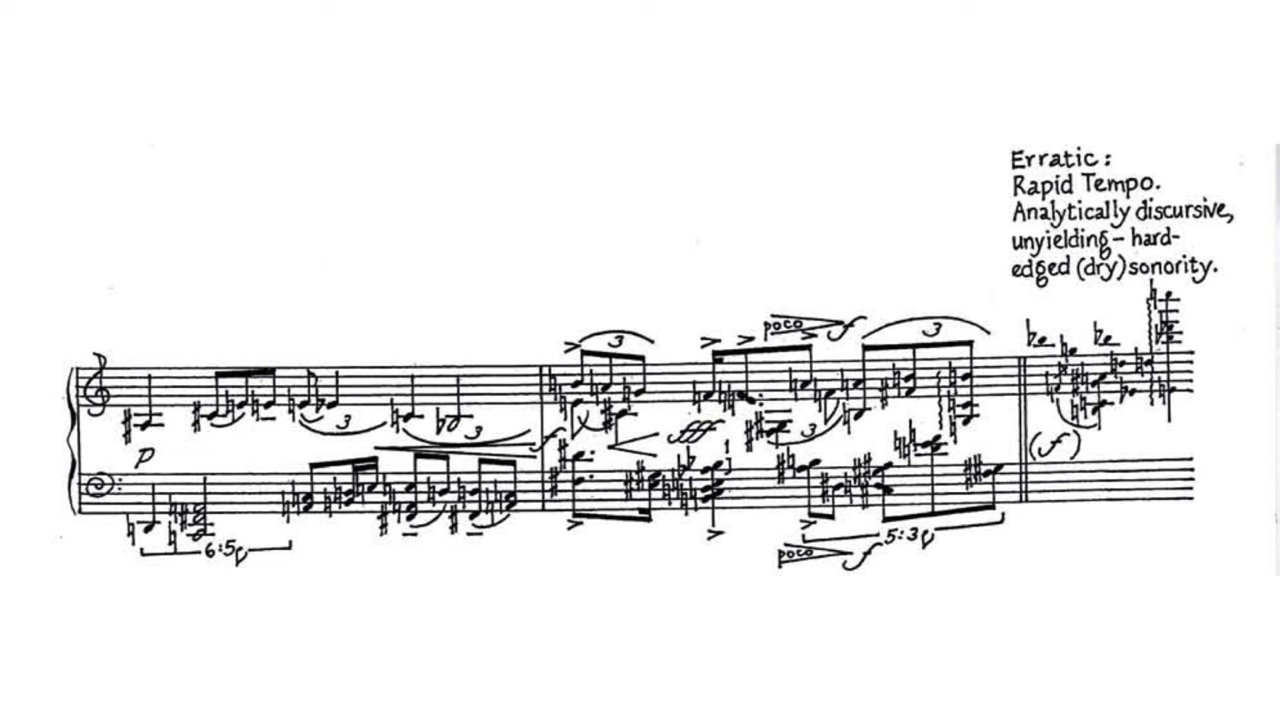 Erratic:
Rapid Tempo.
Analytically discursive,
unyielding – hard-
edged (dry) sonority.
3
poco f
3
3
3
p
f
fff
3
(f)
6:5
5:3
poco f